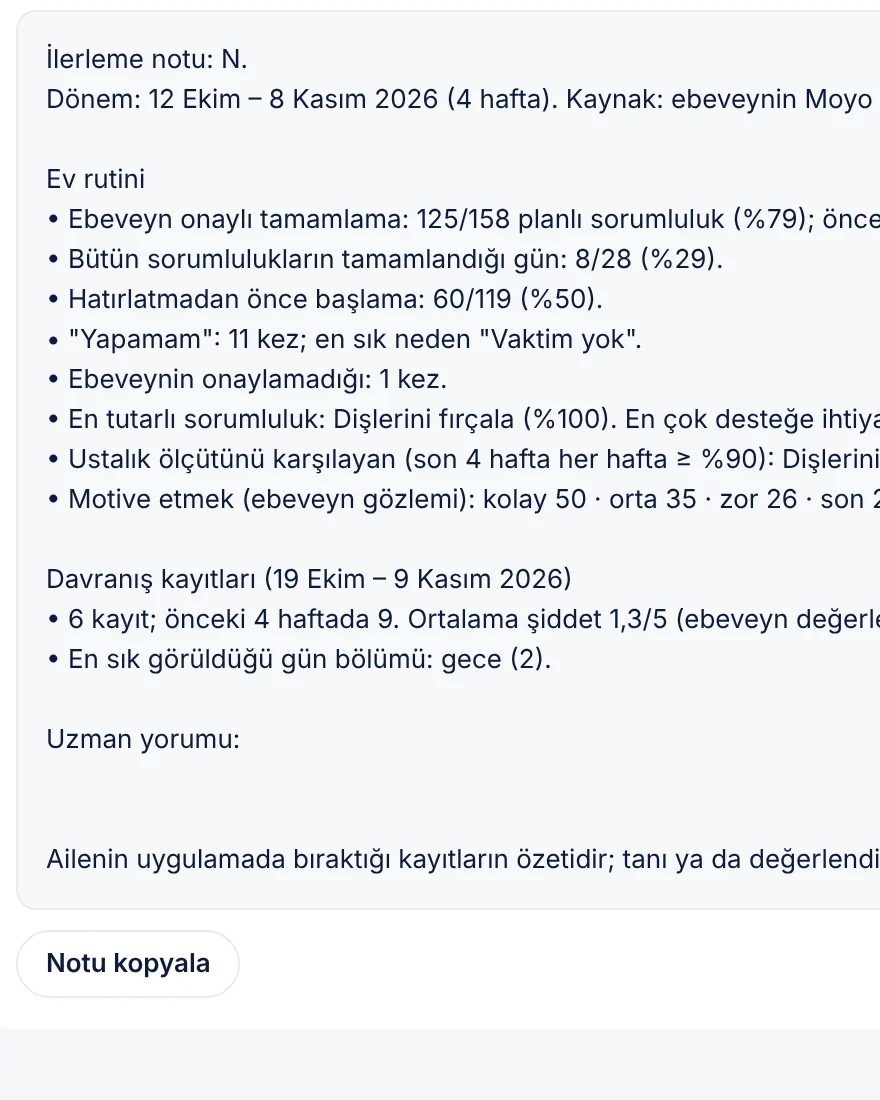 İlerleme notu: N.
Dönem: 12 Ekim – 8 Kasım 2026 (4 hafta). Kaynak: ebeveynin Moyo
Ev rutini
• Ebeveyn onaylı tamamlama: 125/158 planlı sorumluluk (%79); önce
• Bütün sorumlulukların tamamlandığı gün: 8/28 (%29).
• Hatırlatmadan önce başlama: 60/119 (%50).
• "Yapamam": 11 kez; en sık neden "Vaktim yok".
• Ebeveynin onaylamadığı: 1 kez.
• En tutarlı sorumluluk: Dişlerini fırçala (%100). En çok desteğe ihtiya
• Ustalık ölçütünü karşılayan (son 4 hafta her hafta ≥ %90): Dişlerini
• Motive etmek (ebeveyn gözlemi): kolay 50 · orta 35 · zor 26 · son 2
Davranış kayıtları (19 Ekim – 9 Kasım 2026)
• 6 kayıt; önceki 4 haftada 9. Ortalama şiddet 1,3/5 (ebeveyn değerle
• En sık görüldüğü gün bölümü: gece (2).
Uzman yorumu:
Ailenin uygulamada bıraktığı kayıtların özetidir; tanı ya da değerlendi
Notu kopyala